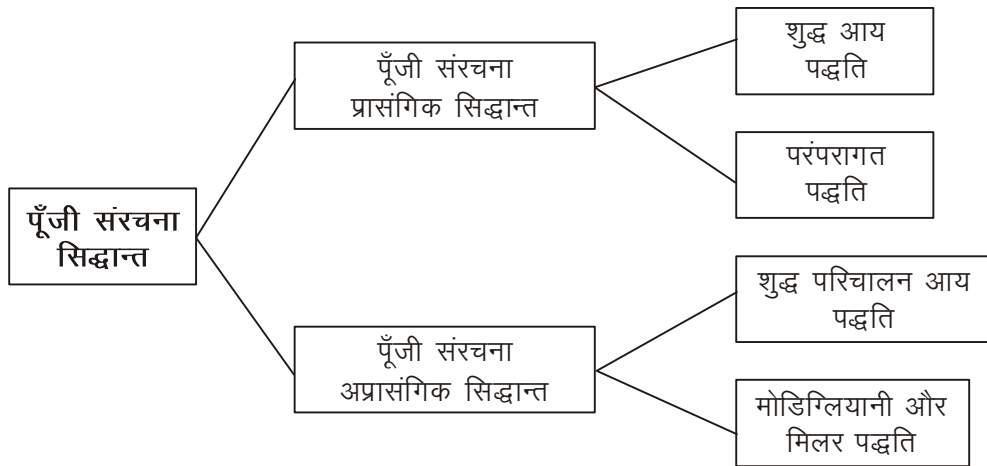 पूँजी संरचना
सिद्धान्त
पूँजी संरचना
प्रासंगिक सिद्धान्त
शुद्ध आय
पद्धति
परंपरागत
पद्धति
पूँजी संरचना
अप्रासंगिक सिद्धान्त
शुद्ध परिचालन आय
पद्धति
मोडिग्लियानी और
मिलर पद्धति